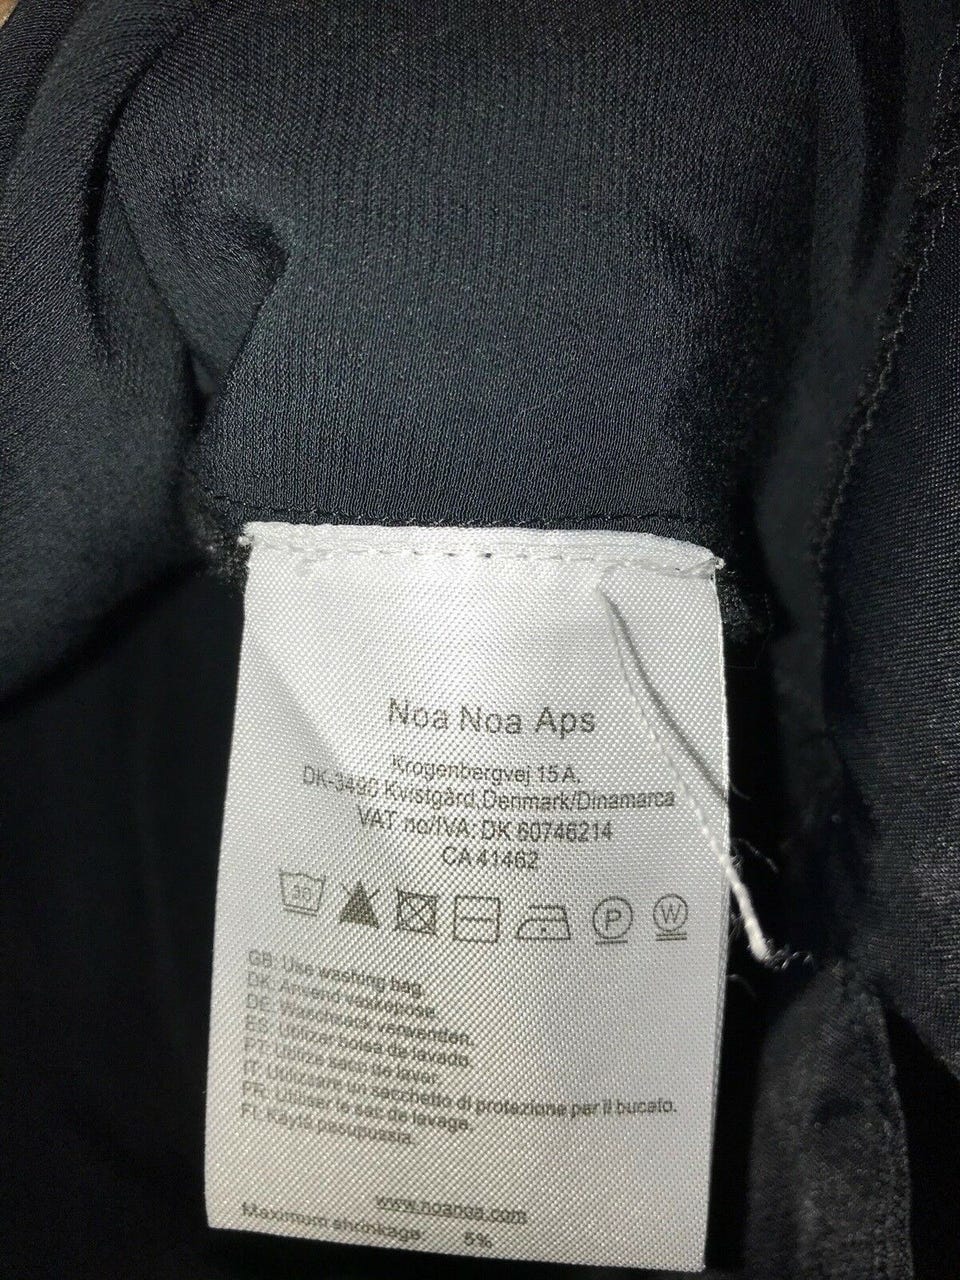 Noa Noa Aps
Krogenbergvej 15 A,
DK-3490 Kvistgård, Denmark/Dinamarca
VAT no/IVA: DK 60746214
CA 41462
30 P W
GB: Use washing bag.
DK: Anvend vaskepose.
DE: Waschsack verwenden.
ES: Utilizar bolsa de lavado.
PT: Utilize saco de lavar.
IT: Utilizzare un sacchetto di protezione per il bucato.
FR: Utiliser le sac de lavage.
FI: Käytä pesupussia.
www.noanoa.com
Maximum shrinkage 5%